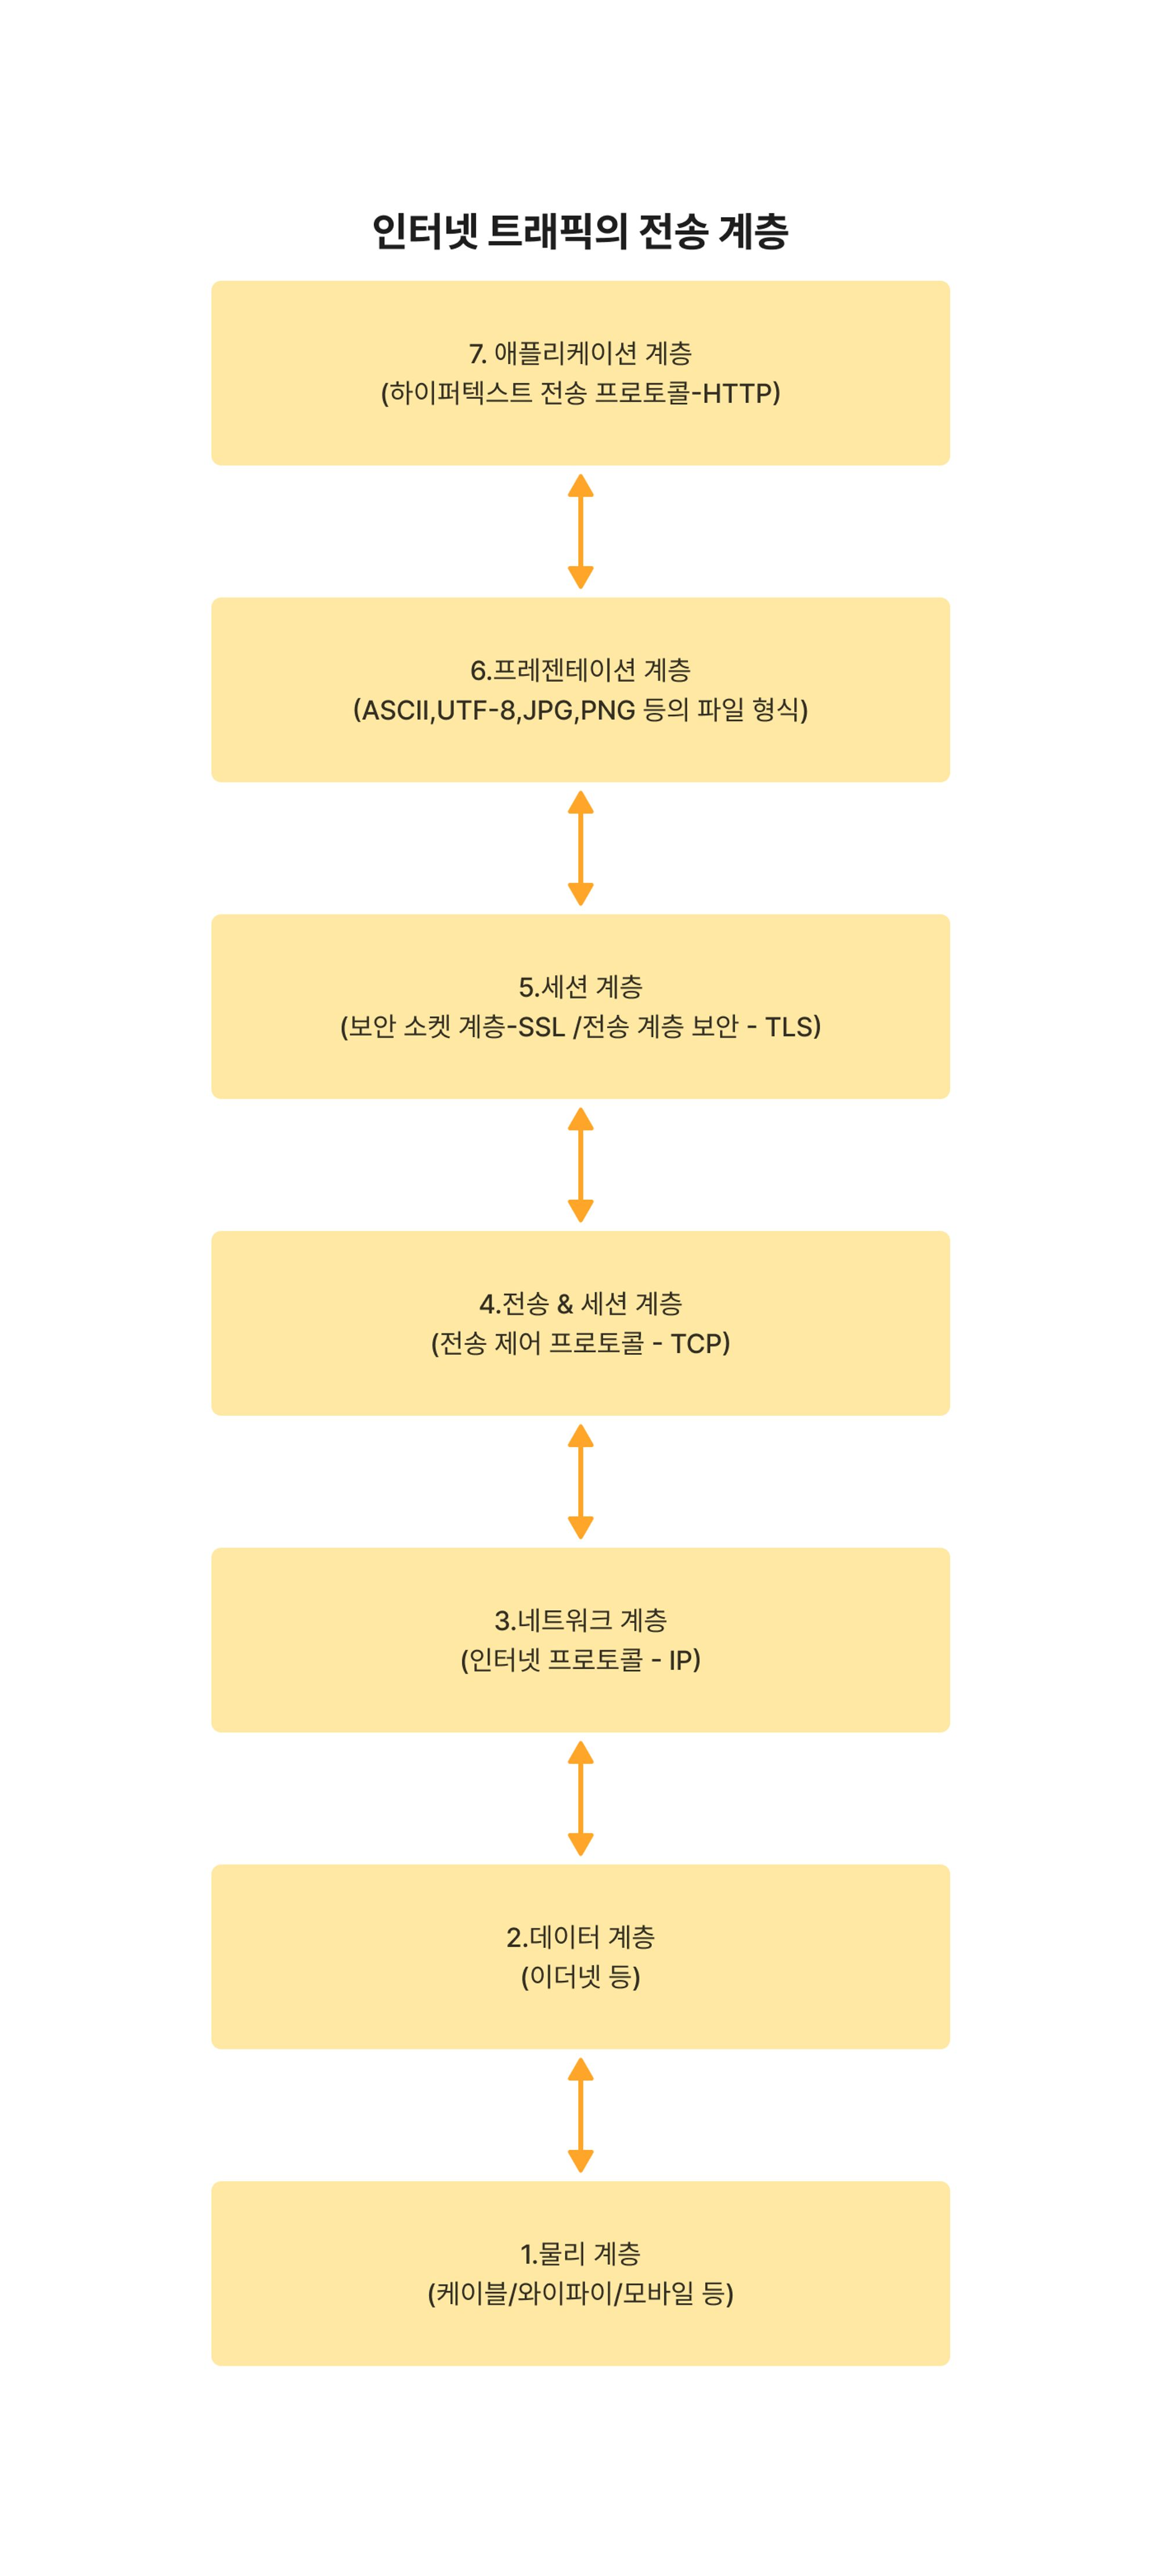 인터넷 트래픽의 전송 계층
7. 애플리케이션 계층
(하이퍼텍스트 전송 프로토콜-HTTP)
6.프레젠테이션 계층
(ASCII,UTF-8,JPG,PNG 등의 파일 형식)
5.세션 계층
(보안 소켓 계층-SSL /전송 계층 보안 - TLS)
4.전송 & 세션 계층
(전송 제어 프로토콜 - TCP)
3.네트워크 계층
(인터넷 프로토콜 - IP)
2.데이터 계층
(이더넷 등)
1.물리 계층
(케이블/와이파이/모바일 등)